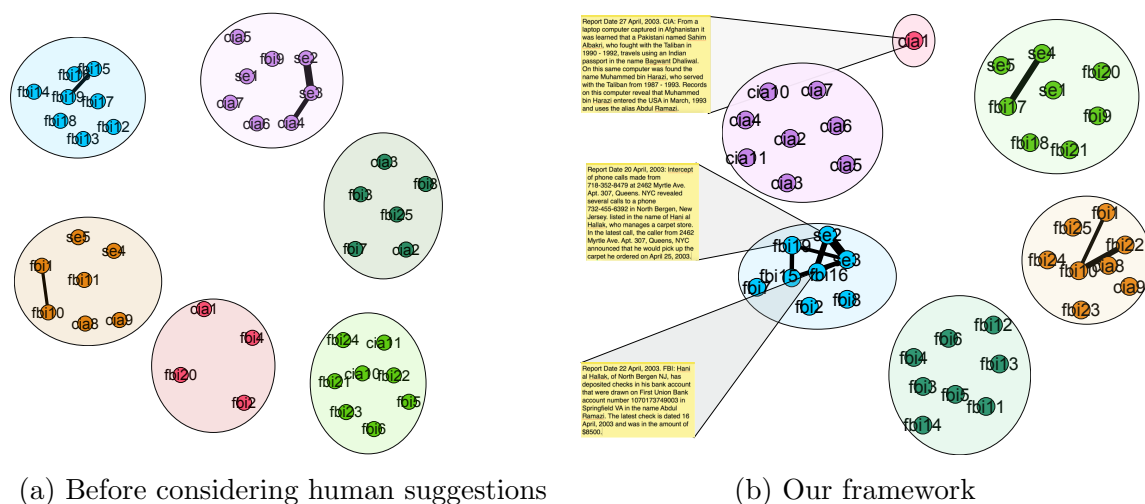 (a)
fbi16
fbi15
fbi14
fbi19
fbi17
fbi18
fbi12
fbi13
cia5
fbi9
se2
se1
se3
cia7
cia6
cia4
cia3
fbi3
fbi8
fbi25
fbi7
cia2
se5
se4
fbi1
fbi11
fbi10
cia8
cia9
cia1
fbi4
fbi20
fbi2
fbi24
cia11
cia10
fbi21
fbi22
fbi5
fbi23
fbi6
(a) Before considering human suggestions
(b)
Report Date 27 April, 2003. CIA: From a
laptop computer captured in Afghanistan it
was learned that a Pakistani named Sahim
Albakri, who fought with the Taliban in
1990 - 1992, travels using an Indian
passport in the name Bagwant Dhaliwal.
On this same computer was found the
name Muhammed bin Harazi, who served
with the Taliban from 1987 - 1993. Records
on this computer reveal that Muhammed
bin Harazi entered the USA in March, 1993
and uses the alias Abdul Ramazi.
cia1
se5
se4
fbi20
se1
fbi17
fbi9
fbi18
fbi21
cia10
cia7
cia4
cia6
cia2
cia11
cia5
cia3
Report Date 20 April, 2003: Intercept
of phone calls made from
718-352-8479 at 2462 Myrtle Ave.
Apt. 307, Queens. NYC revealed
several calls to a phone
732-455-6392 in North Bergen, New
Jersey. listed in the name of Hani al
Hallak, who manages a carpet store.
In the latest call, the caller from 2462
Myrtle Ave. Apt. 307, Queens, NYC
announced that he would pick up the
carpet he ordered on April 25, 2003.
se2
fbi19
se3
fbi15
fbi16
fbi7
fbi2
fbi8
fbi1
fbi25
fbi22
fbi24
fbi10
cia8
cia9
fbi23
fbi12
fbi6
fbi4
fbi13
fbi3
fbi5
fbi11
fbi14
Report Date 22 April, 2003. FBI: Hani
al Hallak, of North Bergen NJ, has
deposited checks in his bank account
that were drawn on First Union Bank
account number 1070173749003 in
Springfield VA in the name Abdul
Ramazi. The latest check is dated 16
April, 2003 and was in the amount of
$8500.
(b) Our framework